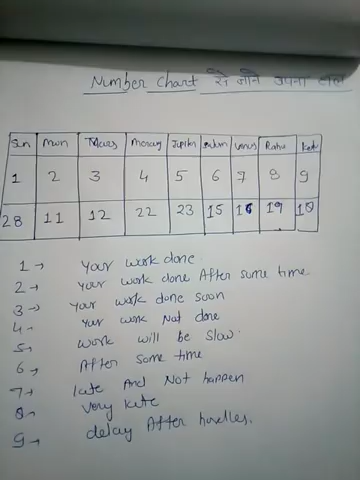 Number Chart से जाने अपना हाल
Sun Moon Mars Mercury Jupiter Saturn Venus Rahu Ketu
1 2 3 4 5 6 7 8 9
28 11 12 22 23 15 16 19 18
1 → Your work done.
2 → Your work done After some time
3 → Your work done soon
4 → Your work Not done
5 → Work will be slow.
6 → After some time
7 → late And Not happen
8 → Very late
9 → delay After hurdles.